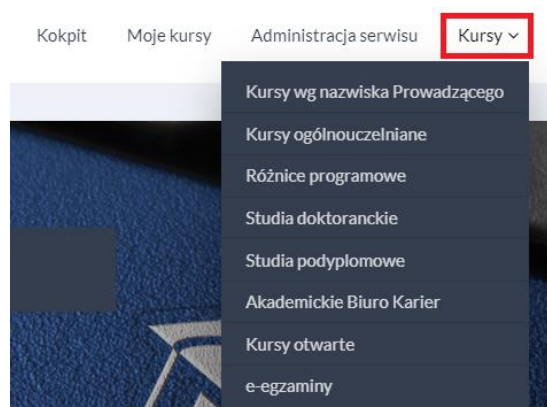 Kokpit Moje kursy Administracja serwisu Kursy
Kursy wg nazwiska Prowadzącego
Kursy ogólnouczelniane
Różnice programowe
Studia doktoranckie
Studia podyplomowe
Akademickie Biuro Karier
Kursy otwarte
e-egzaminy